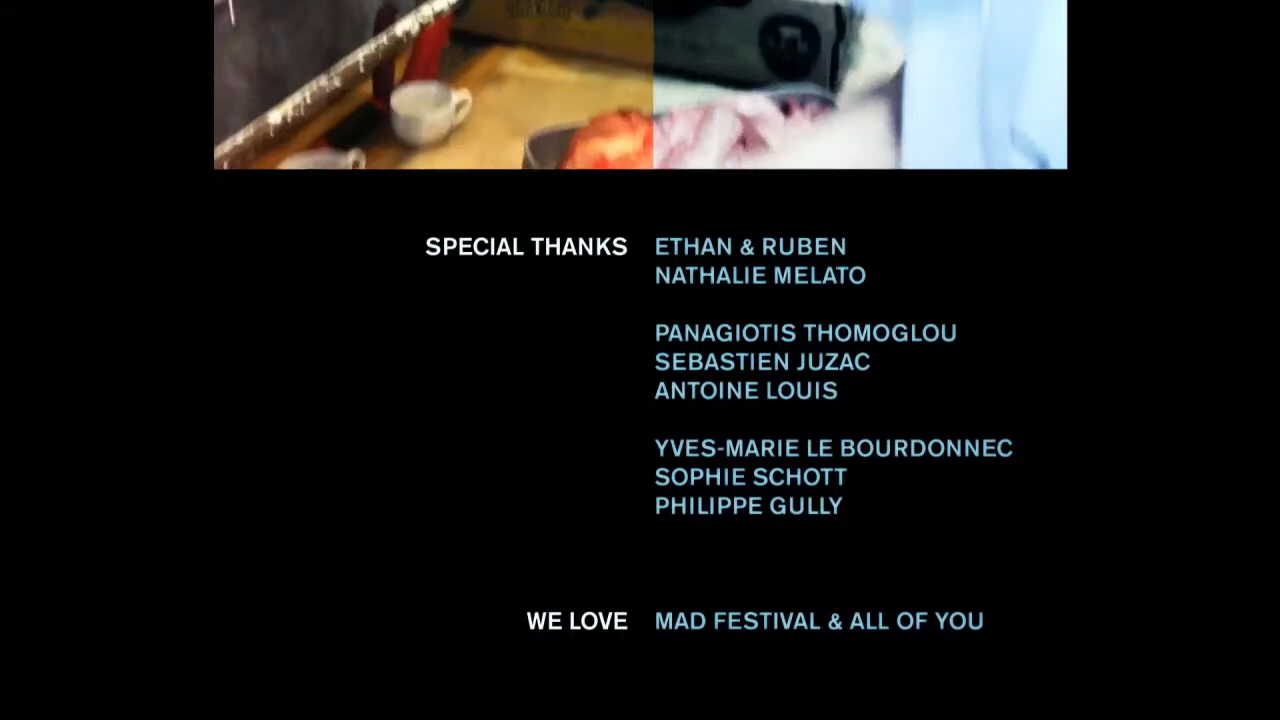 SPECIAL THANKS ETHAN & RUBEN
NATHALIE MELATO
PANAGIOTIS THOMOGLOU
SEBASTIEN JUZAC
ANTOINE LOUIS
YVES-MARIE LE BOURDONNEC
SOPHIE SCHOTT
PHILIPPE GULLY
WE LOVE MAD FESTIVAL & ALL OF YOU